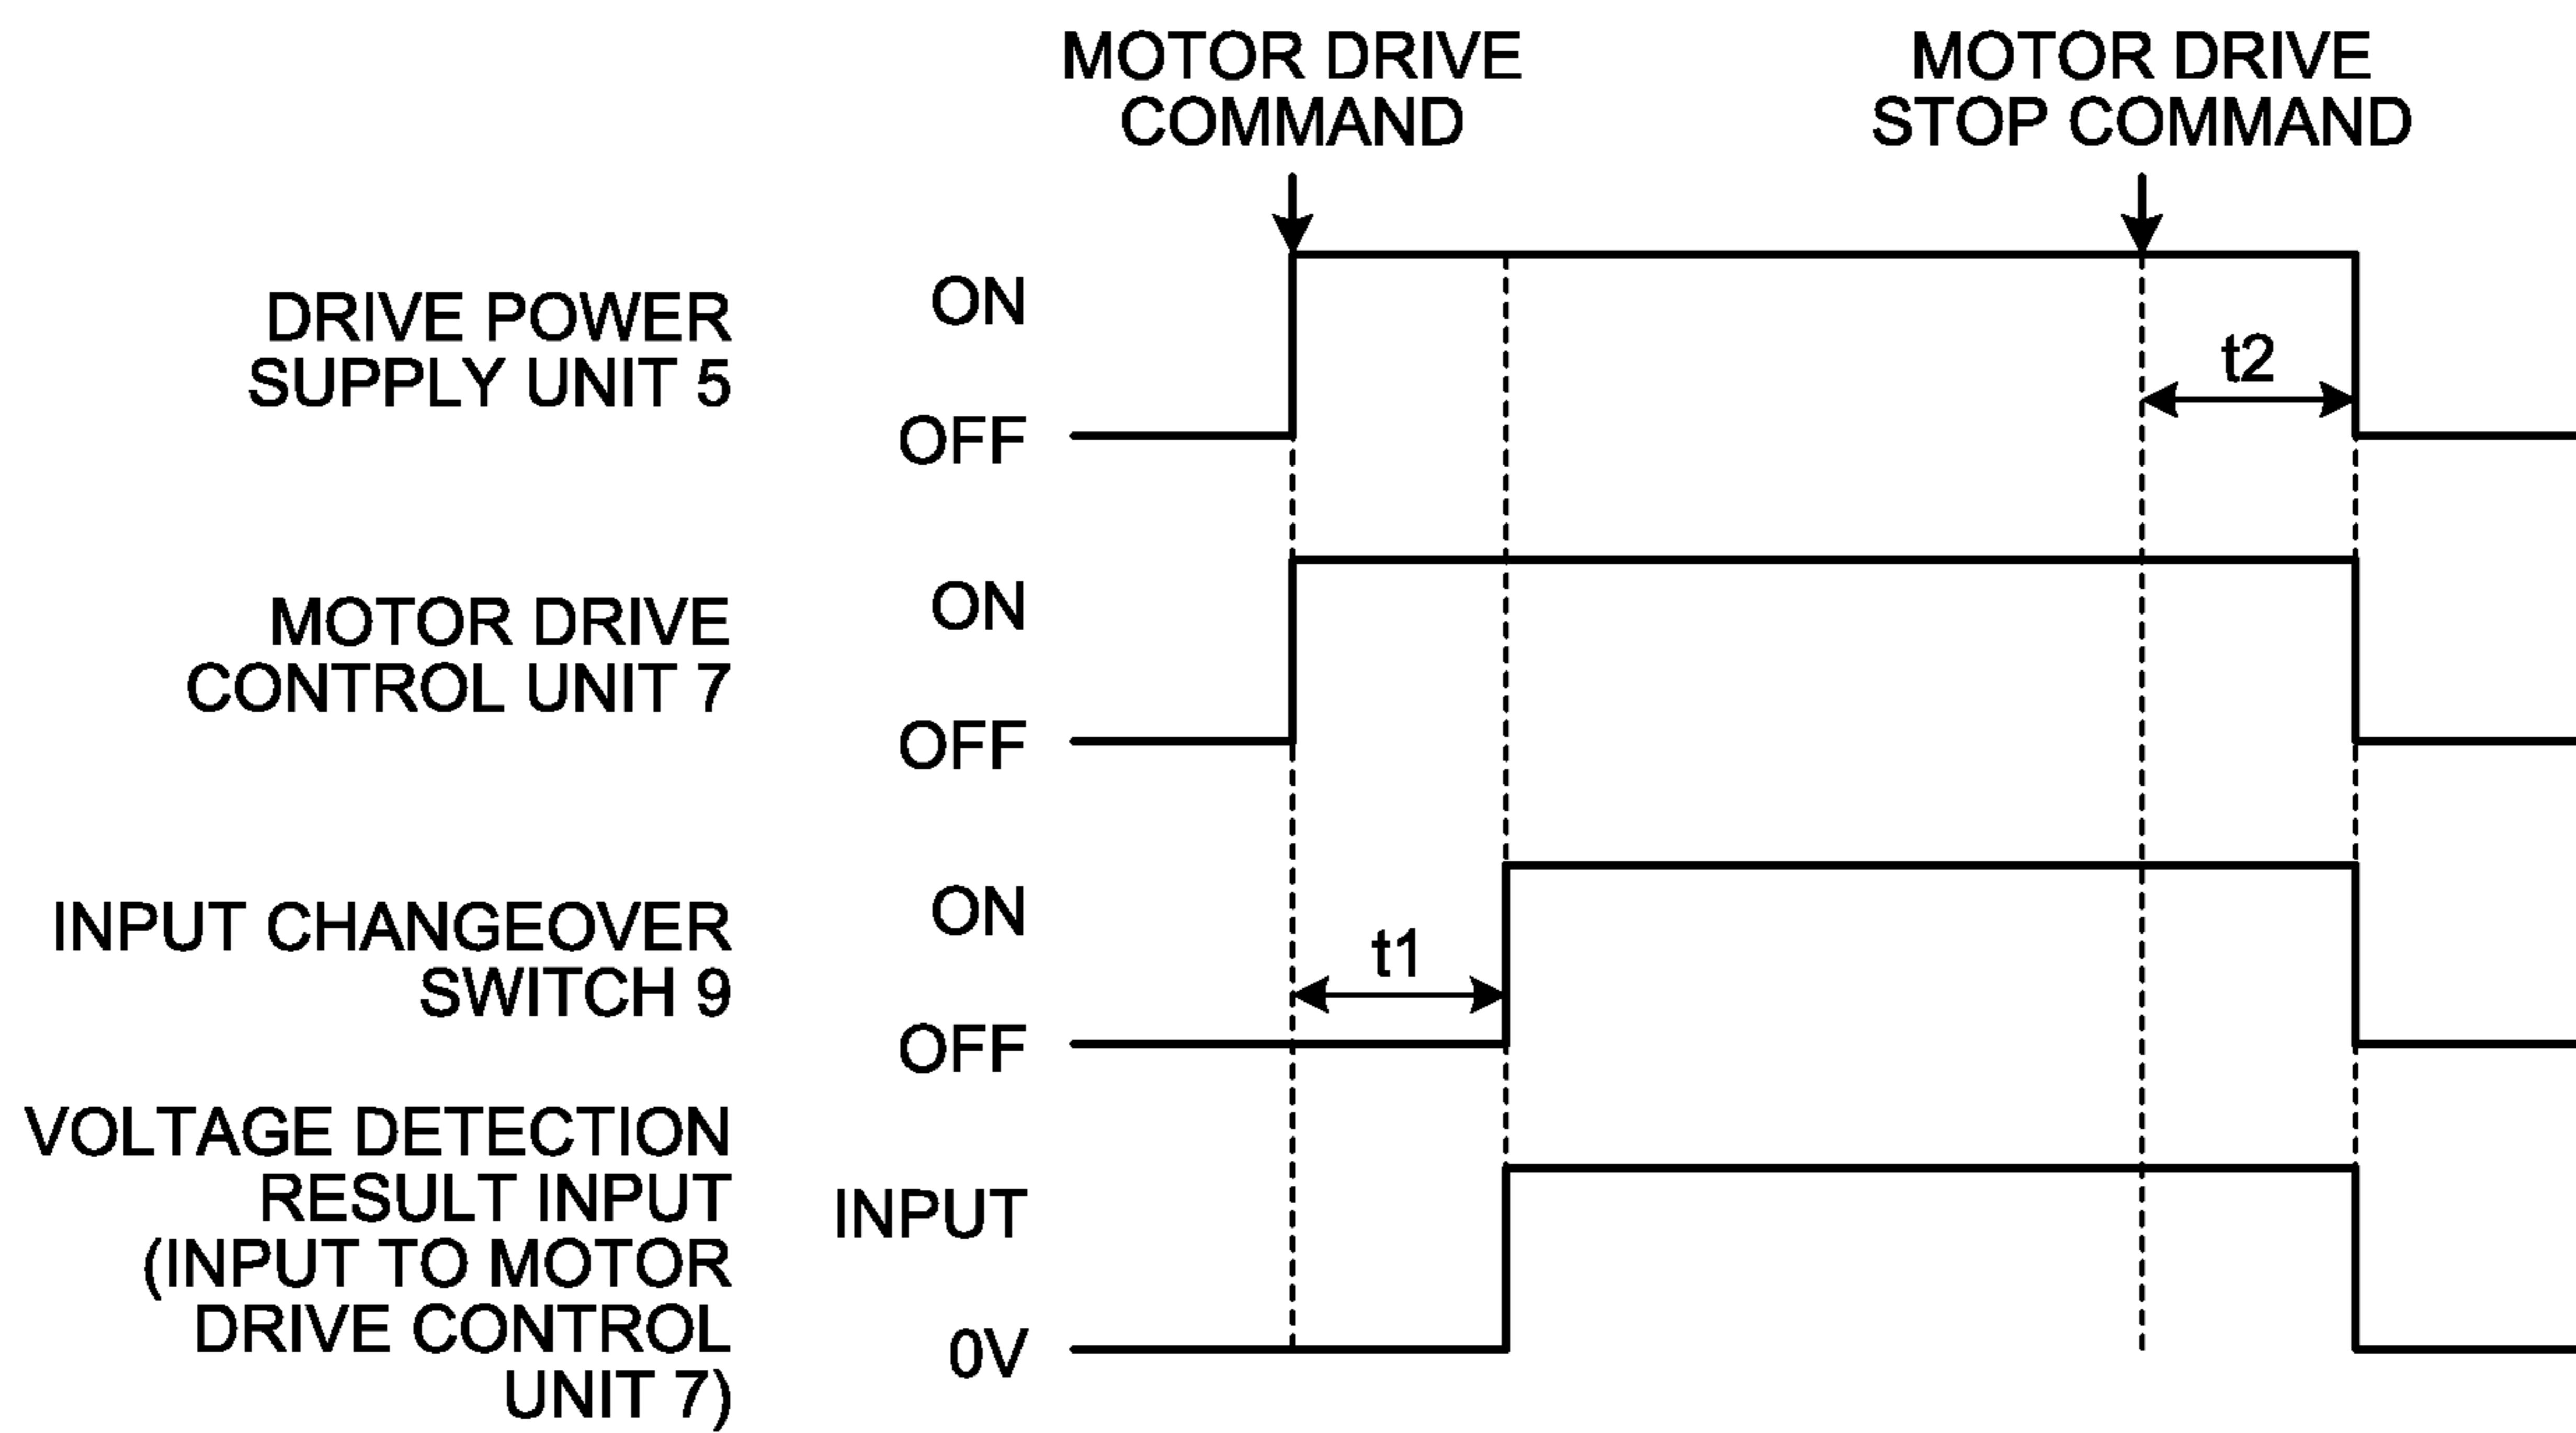 MOTOR DRIVE
COMMAND
MOTOR DRIVE
STOP COMMAND
DRIVE POWER
SUPPLY UNIT 5
ON
OFF
t2
MOTOR DRIVE
CONTROL UNIT 7
ON
OFF
INPUT CHANGEOVER
SWITCH 9
ON
OFF
t1
VOLTAGE DETECTION
RESULT INPUT
(INPUT TO MOTOR
DRIVE CONTROL
UNIT 7)
INPUT
0V